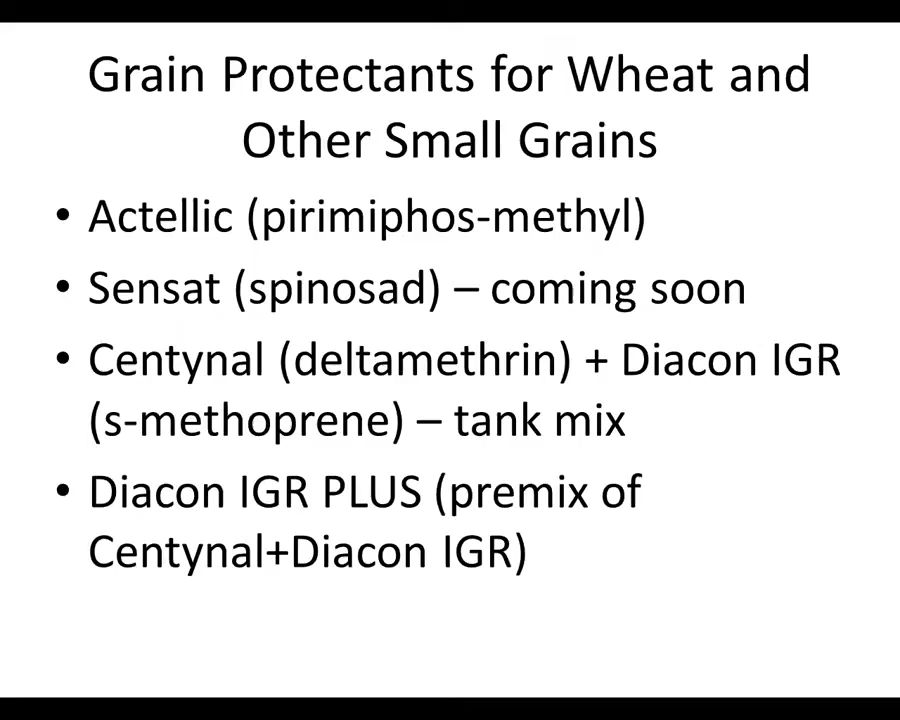 Grain Protectants for Wheat and
Other Small Grains
• Actellic (pirimiphos-methyl)
• Sensat (spinosad) – coming soon
• Centynal (deltamethrin) + Diacon IGR
(s-methoprene) – tank mix
• Diacon IGR PLUS (premix of
Centynal+Diacon IGR)